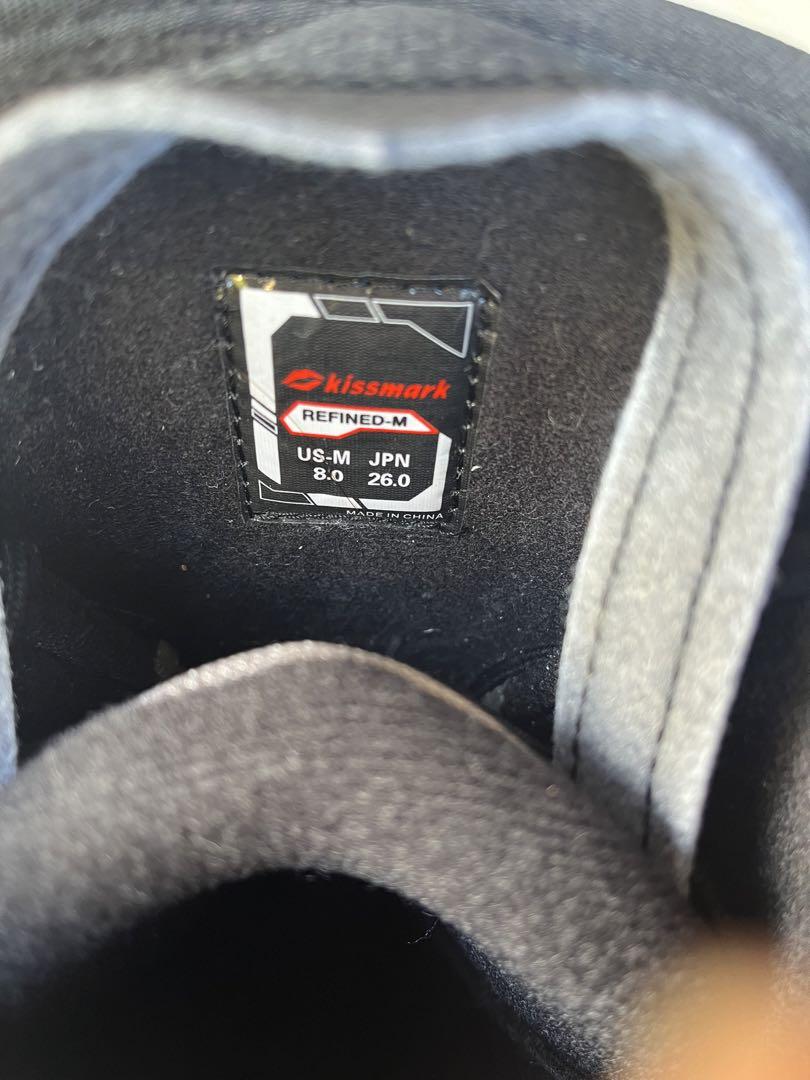 kissmark
REFINED-M
US-M JPN
8.0 26.0
MADE IN CHINA